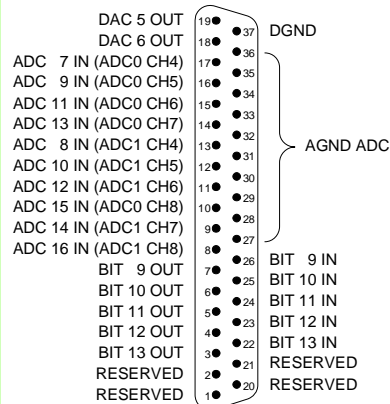 DAC 5 OUT 19
DAC 6 OUT 18
ADC 7 IN (ADC0 CH4) 17
ADC 9 IN (ADC0 CH5) 16
ADC 11 IN (ADC0 CH6) 15
ADC 13 IN (ADC0 CH7) 14
ADC 8 IN (ADC1 CH4) 13
ADC 10 IN (ADC1 CH5) 12
ADC 12 IN (ADC1 CH6) 11
ADC 15 IN (ADC0 CH8) 10
ADC 14 IN (ADC1 CH7) 9
ADC 16 IN (ADC1 CH8) 8
BIT 9 OUT 7
BIT 10 OUT 6
BIT 11 OUT 5
BIT 12 OUT 4
BIT 13 OUT 3
RESERVED 2
RESERVED 1
37 DGND
36
35
34
33
32
31 AGND ADC
30
29
28
27
26 BIT 9 IN
25 BIT 10 IN
24 BIT 11 IN
23 BIT 12 IN
22 BIT 13 IN
21 RESERVED
20 RESERVED